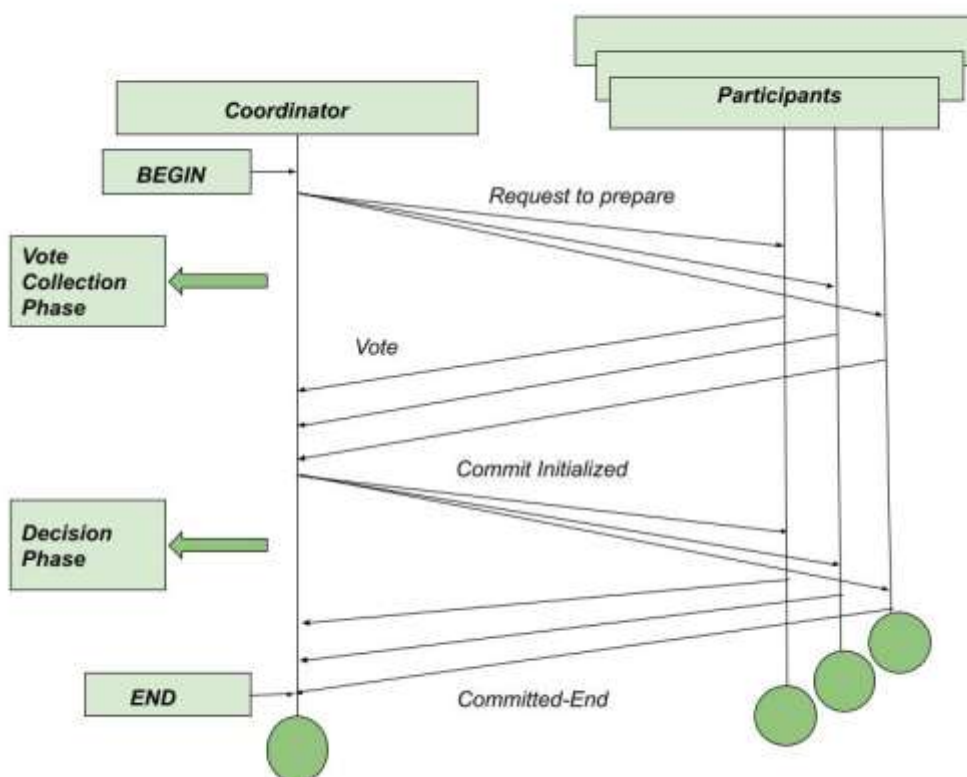 Participants
Coordinator
BEGIN
Request to prepare
Vote
Collection
Phase
Vote
Commit Initialized
Decision
Phase
END
Committed-End